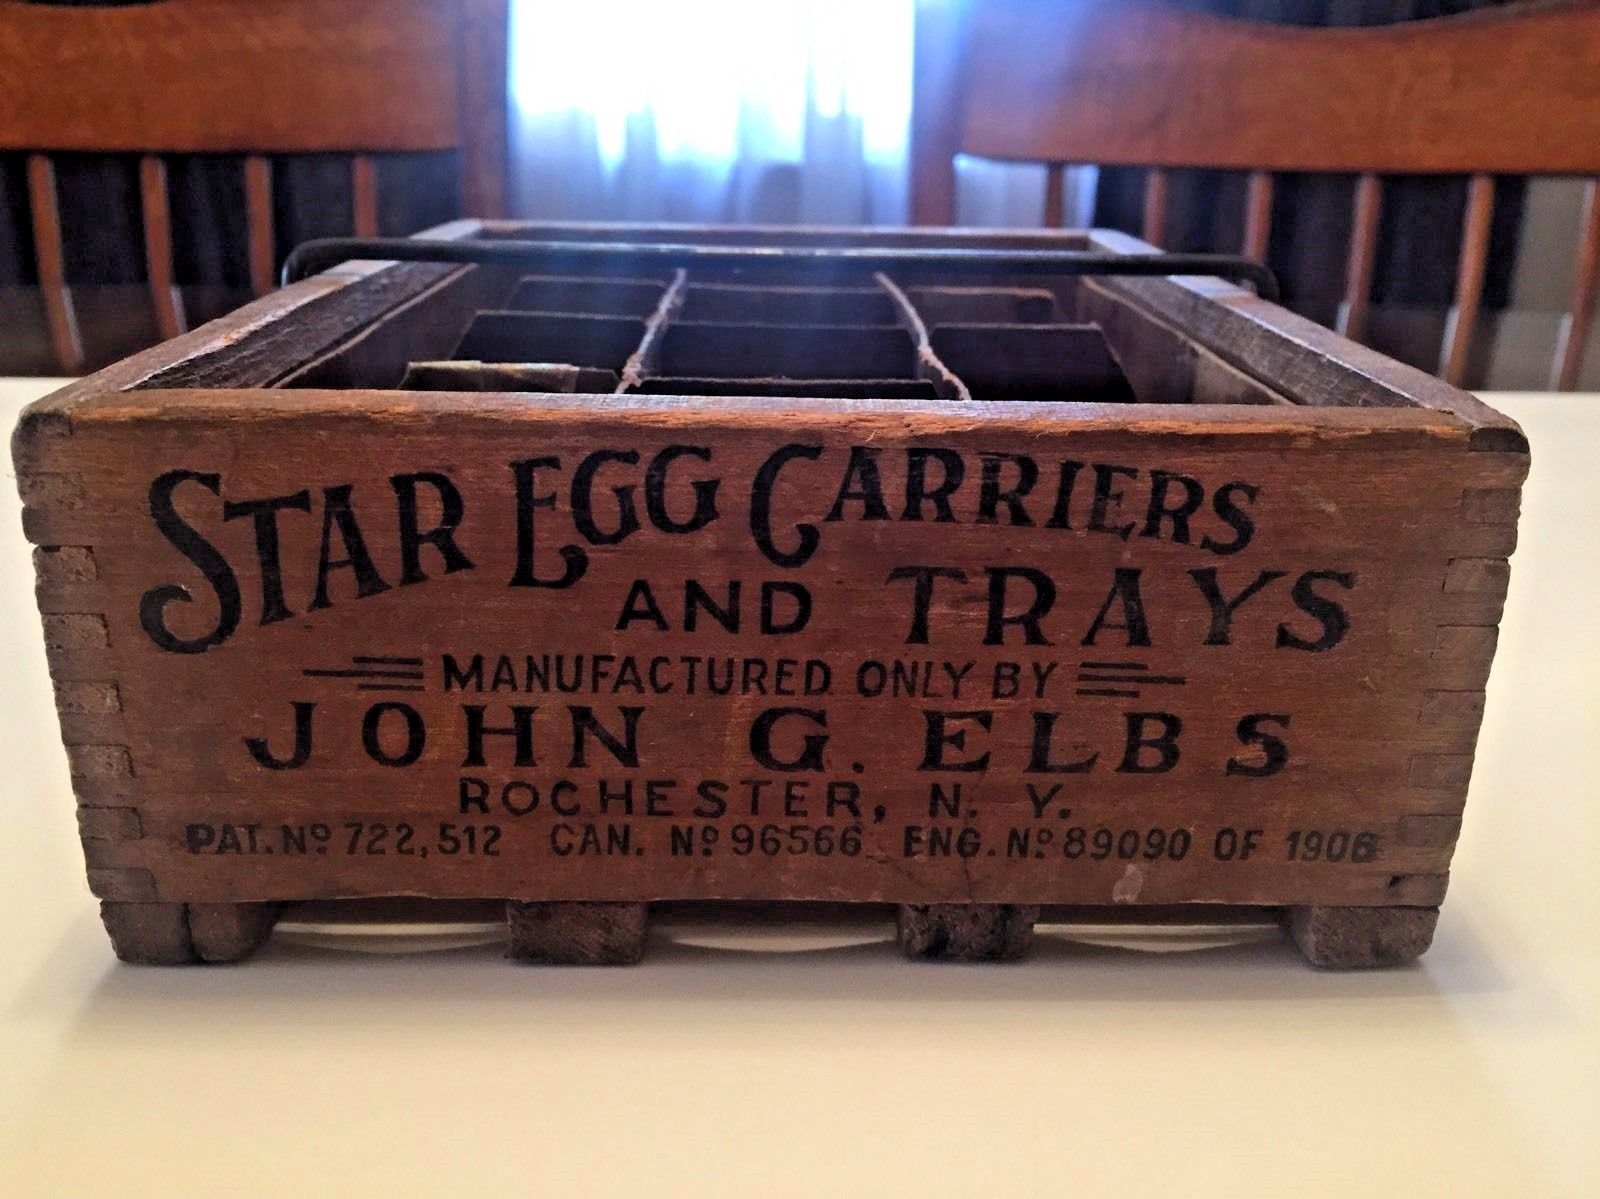 STAR EGG CARRIERS
AND TRAYS
MANUFACTURED ONLY BY
JOHN G. ELBS
ROCHESTER, N. Y.
PAT. Nº 722,512 CAN. Nº 96566 ENG. Nº 89090 OF 1906